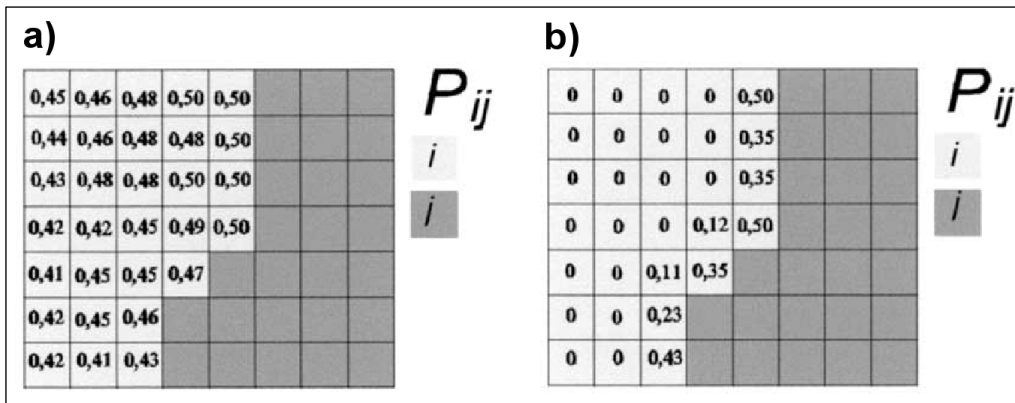 a)
0,45 0,46 0,48 0,50 0,50
0,44 0,46 0,48 0,48 0,50
0,43 0,48 0,48 0,50 0,50
0,42 0,42 0,45 0,49 0,50
0,41 0,45 0,45 0,47
0,42 0,45 0,46
0,42 0,41 0,43
Pij
i
j
b)
0 0 0 0 0,50
0 0 0 0 0,35
0 0 0 0 0,35
0 0 0 0,12 0,50
0 0 0,11 0,35
0 0 0,23
0 0 0,43
Pij
i
j